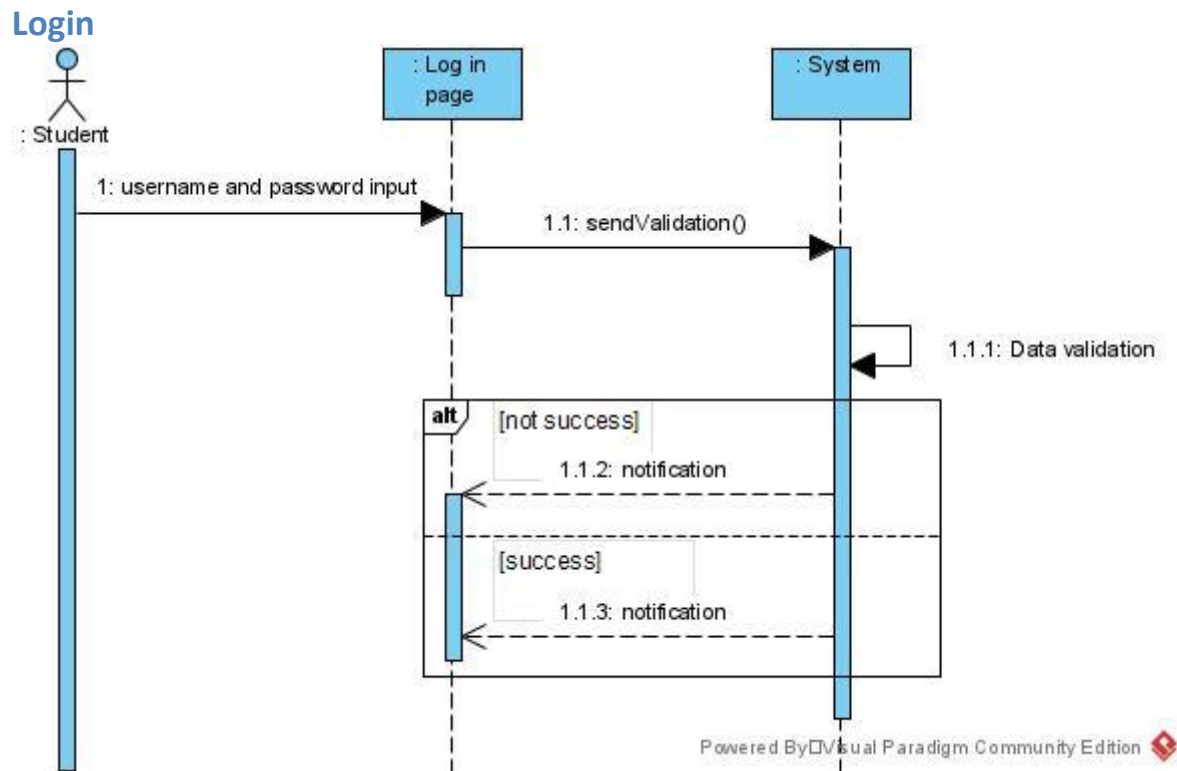 Login
: Student
: Log in
page
: System
1: username and password input
1.1: sendValidation()
1.1.1: Data validation
alt
[not success]
1.1.2: notification
[success]
1.1.3: notification
Powered By□Visual Paradigm Community Edition